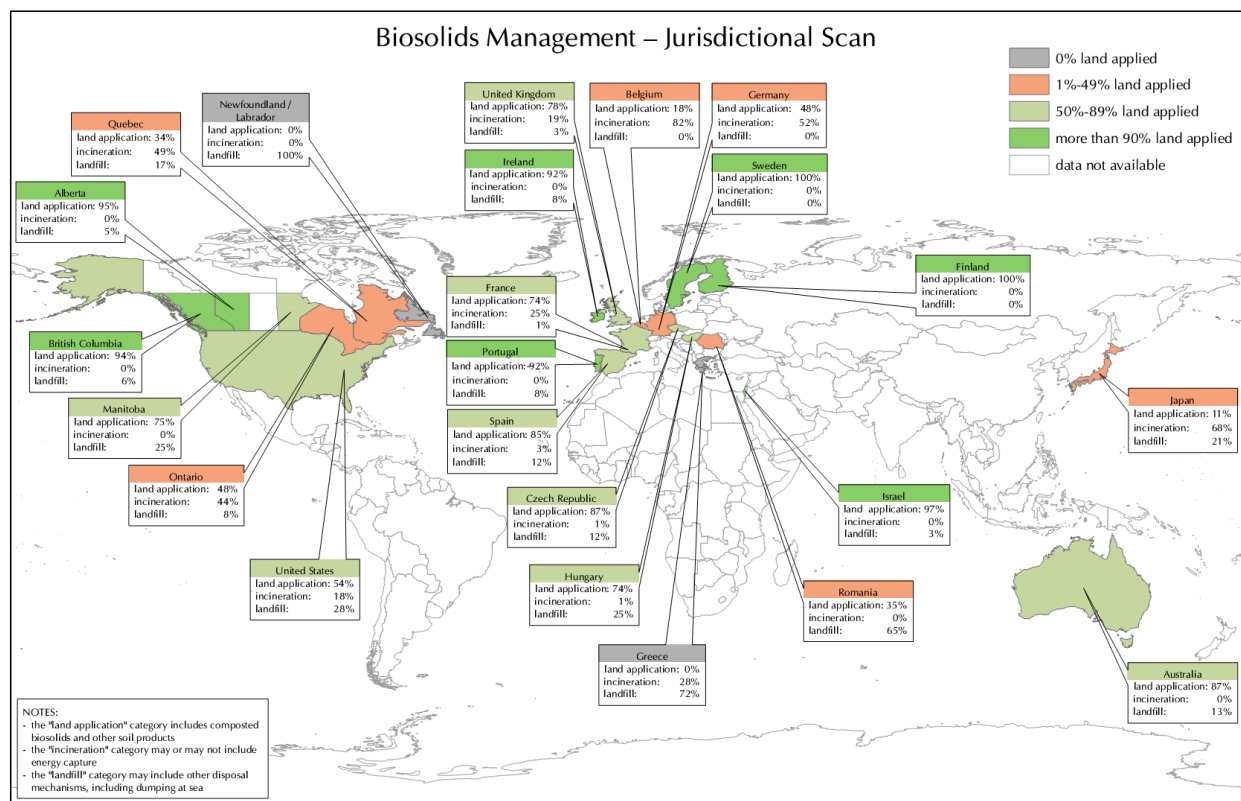 Biosolids Management – Jurisdictional Scan
0% land applied
1%-49% land applied
50%-89% land applied
more than 90% land applied
data not available
Newfoundland /
Labrador
land application: 0%
incineration: 0%
landfill: 100%
Quebec
land application: 34%
incineration: 49%
landfill: 17%
Alberta
land application: 95%
incineration: 0%
landfill: 5%
United Kingdom
land application: 78%
incineration: 19%
landfill: 3%
Belgium
land application: 18%
incineration: 82%
landfill: 0%
Germany
land application: 48%
incineration: 52%
landfill: 0%
Ireland
land application: 92%
incineration: 0%
landfill: 8%
Sweden
land application: 100%
incineration: 0%
landfill: 0%
Finland
land application: 100%
incineration: 0%
landfill: 0%
France
land application: 74%
incineration: 25%
landfill: 1%
British Columbia
land application: 94%
incineration: 0%
landfill: 6%
Portugal
land application: 92%
incineration: 0%
landfill: 8%
Manitoba
land application: 75%
incineration: 0%
landfill: 25%
Spain
land application: 85%
incineration: 3%
landfill: 12%
Japan
land application: 11%
incineration: 68%
landfill: 21%
Ontario
land application: 48%
incineration: 44%
landfill: 8%
Czech Republic
land application: 87%
incineration: 1%
landfill: 12%
Israel
land application: 97%
incineration: 0%
landfill: 3%
United States
land application: 54%
incineration: 18%
landfill: 28%
Hungary
land application: 74%
incineration: 1%
landfill: 25%
Romania
land application: 35%
incineration: 0%
landfill: 65%
Greece
land application: 0%
incineration: 28%
landfill: 72%
Australia
land application: 87%
incineration: 0%
landfill: 13%
NOTES:
- the "land application" category includes composted
biosolids and other soil products
- the "incineration" category may or may not include
energy capture
- the "landfill" category may include other disposal
mechanisms, including dumping at sea